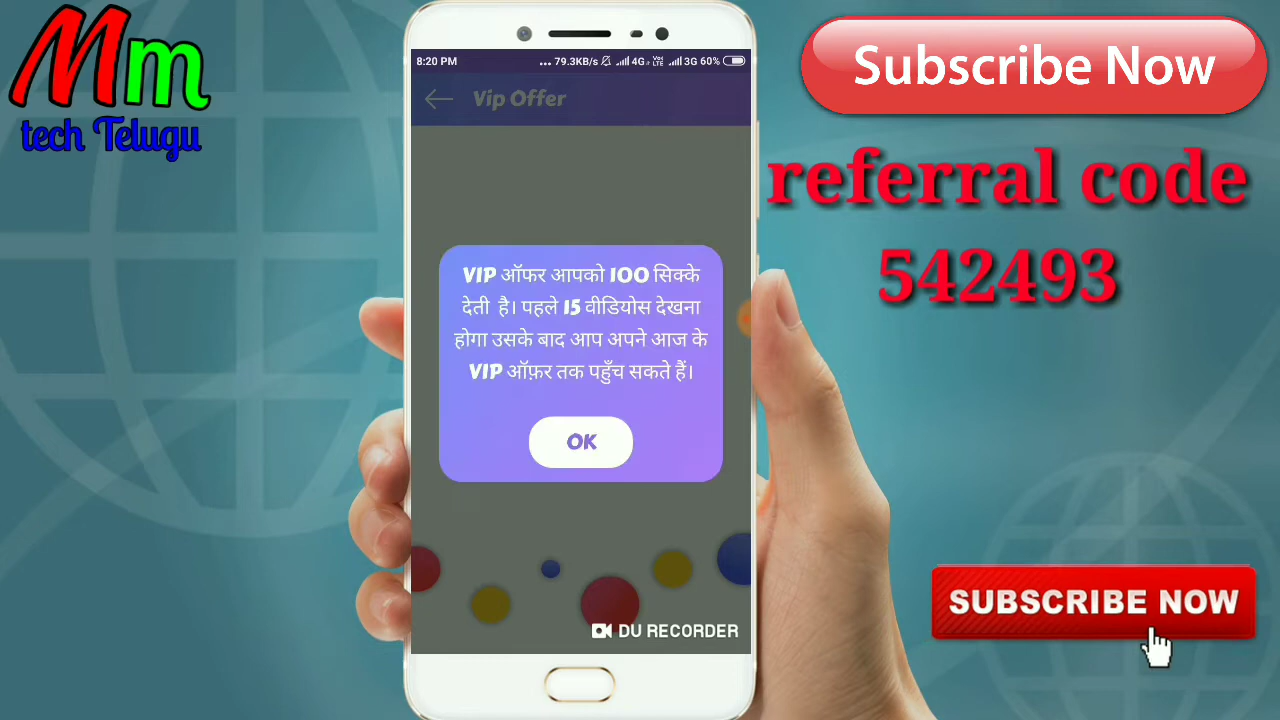 Mm
tech Telugu
8:20 PM
... 79.3KB/s 4G VoLTE 3G 60%
Vip Offer
VIP ऑफर आपको 100 सिक्के
देती है। पहले 15 वीडियोस देखना
होगा उसके बाद आप अपने आज के
VIP ऑफ़र तक पहुँच सकते हैं।
OK
DU RECORDER
Subscribe Now
referral code
542493
SUBSCRIBE NOW